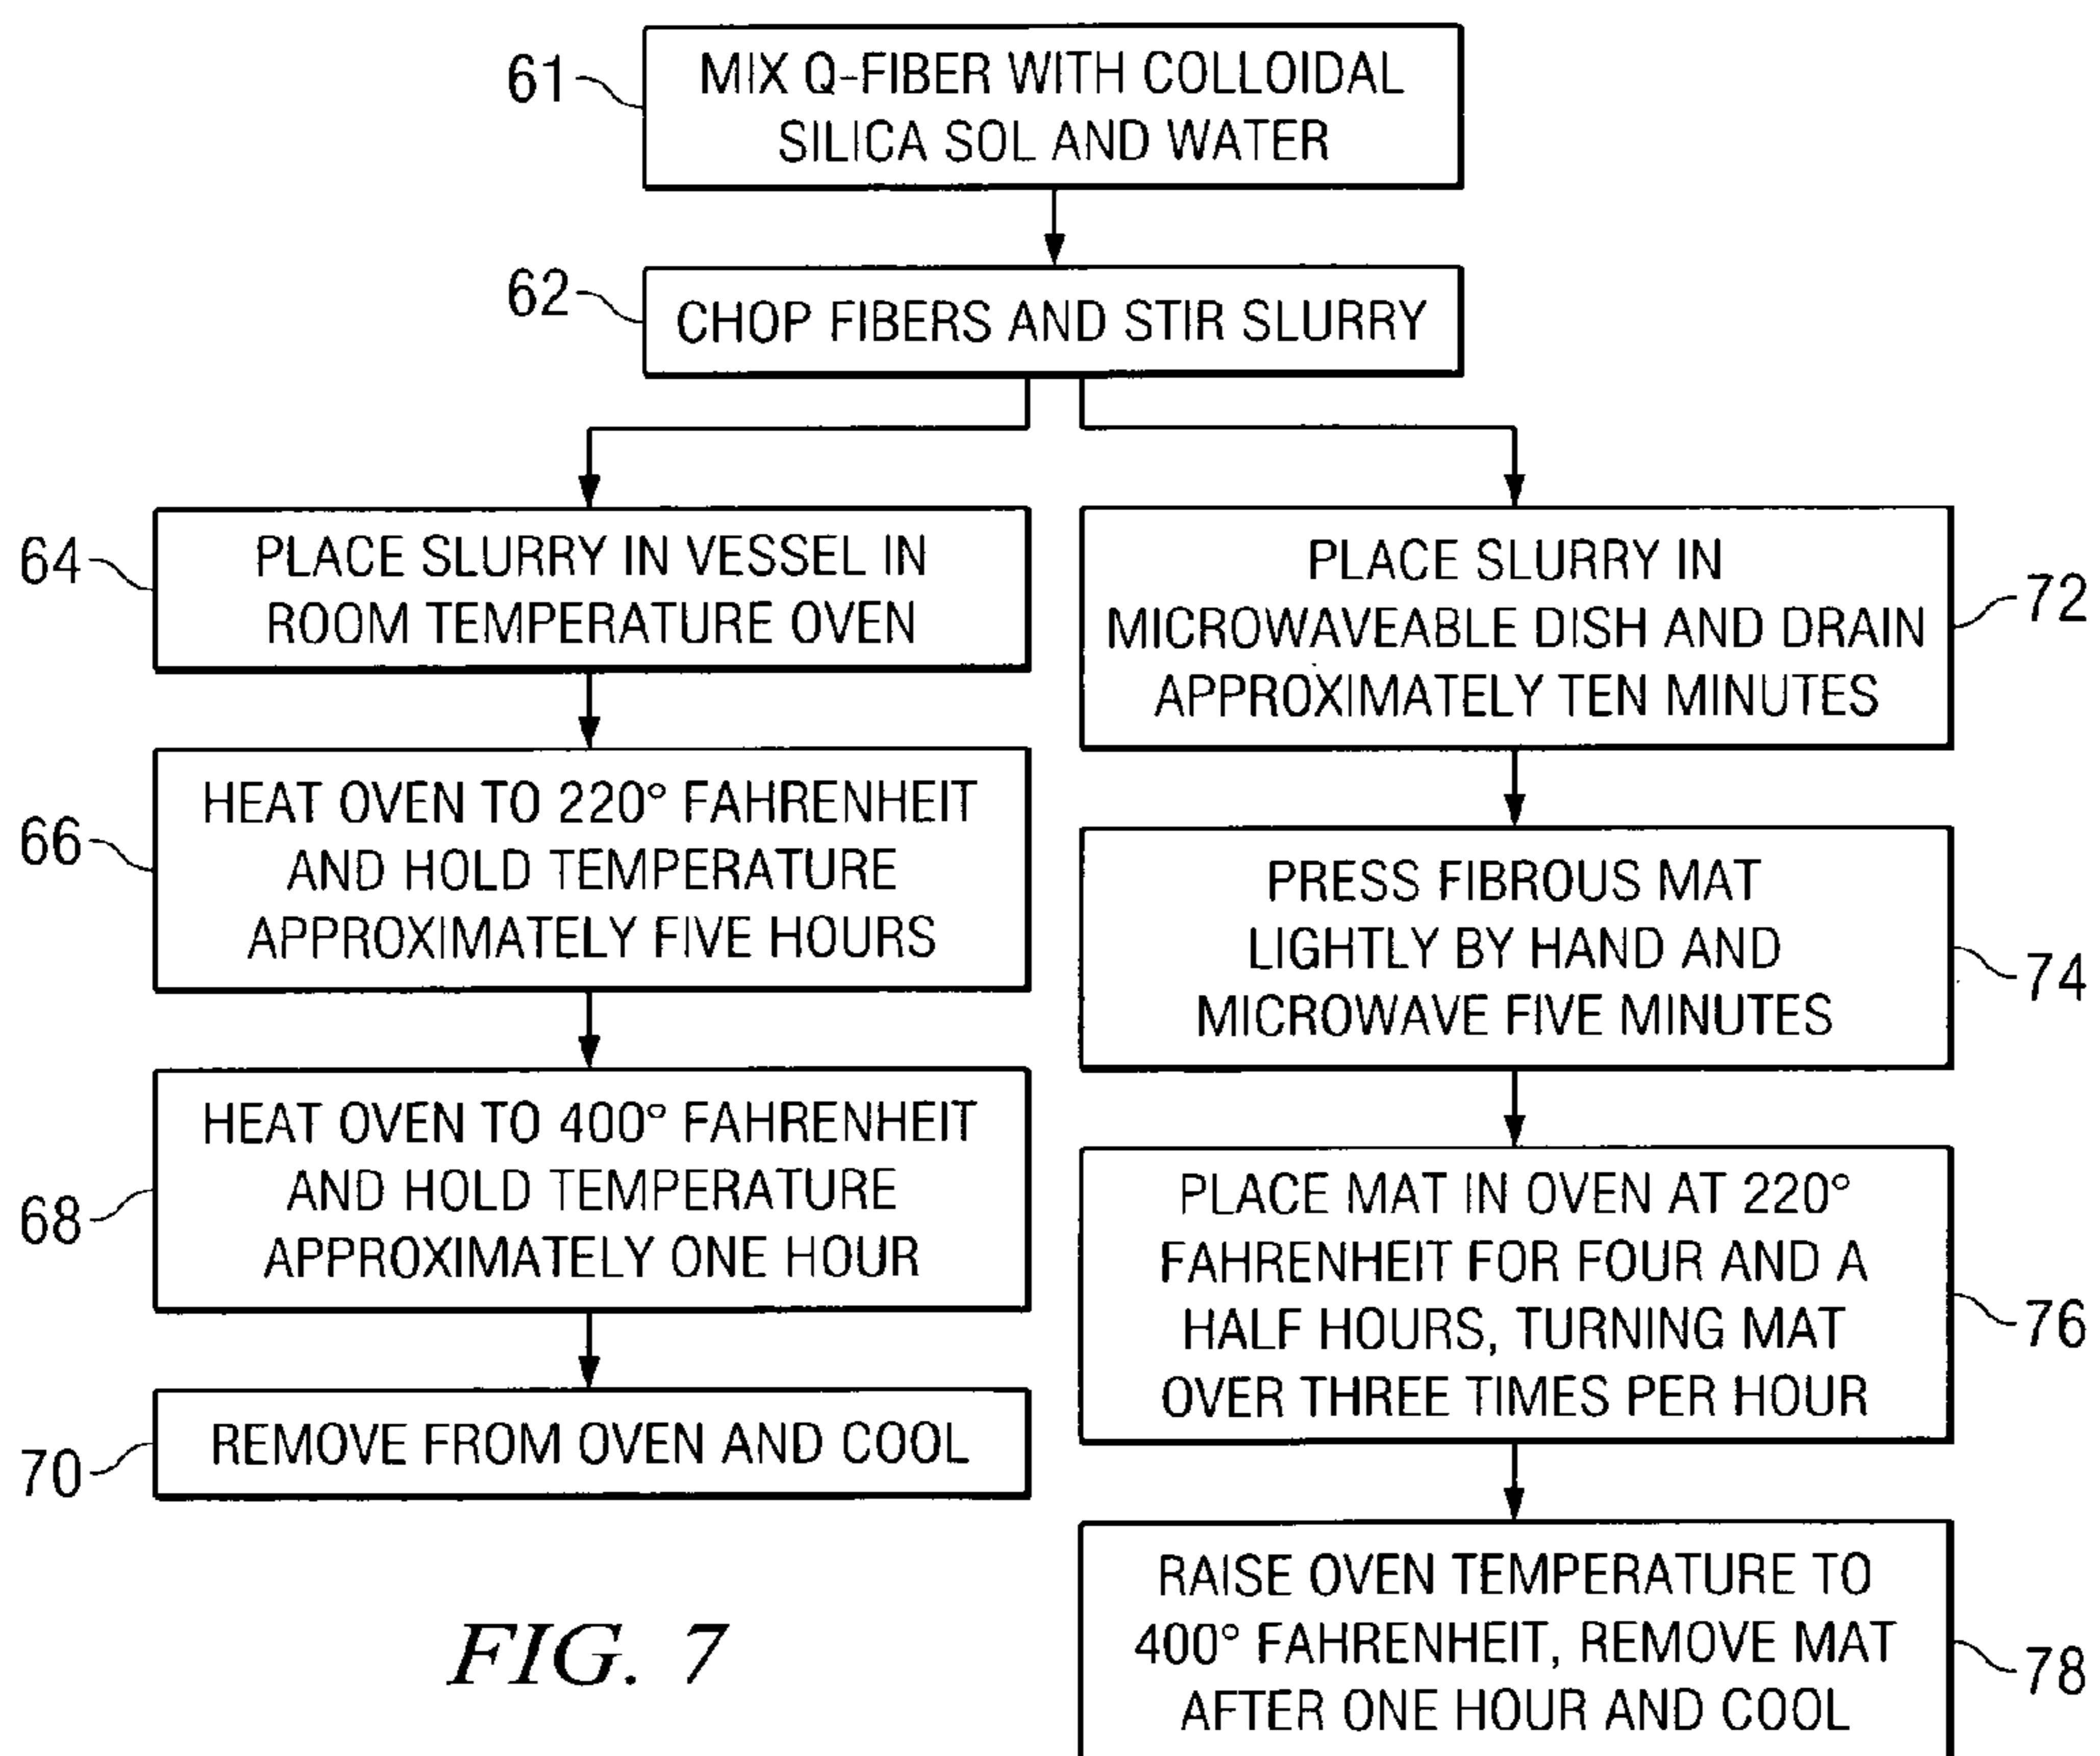 61
MIX Q-FIBER WITH COLLOIDAL
SILICA SOL AND WATER
62
CHOP FIBERS AND STIR SLURRY
64
PLACE SLURRY IN VESSEL IN
ROOM TEMPERATURE OVEN
66
HEAT OVEN TO 220° FAHRENHEIT
AND HOLD TEMPERATURE
APPROXIMATELY FIVE HOURS
68
HEAT OVEN TO 400° FAHRENHEIT
AND HOLD TEMPERATURE
APPROXIMATELY ONE HOUR
70
REMOVE FROM OVEN AND COOL
PLACE SLURRY IN
MICROWAVEABLE DISH AND DRAIN
APPROXIMATELY TEN MINUTES
72
PRESS FIBROUS MAT
LIGHTLY BY HAND AND
MICROWAVE FIVE MINUTES
74
PLACE MAT IN OVEN AT 220°
FAHRENHEIT FOR FOUR AND A
HALF HOURS, TURNING MAT
OVER THREE TIMES PER HOUR
76
RAISE OVEN TEMPERATURE TO
400° FAHRENHEIT, REMOVE MAT
AFTER ONE HOUR AND COOL
78
FIG. 7